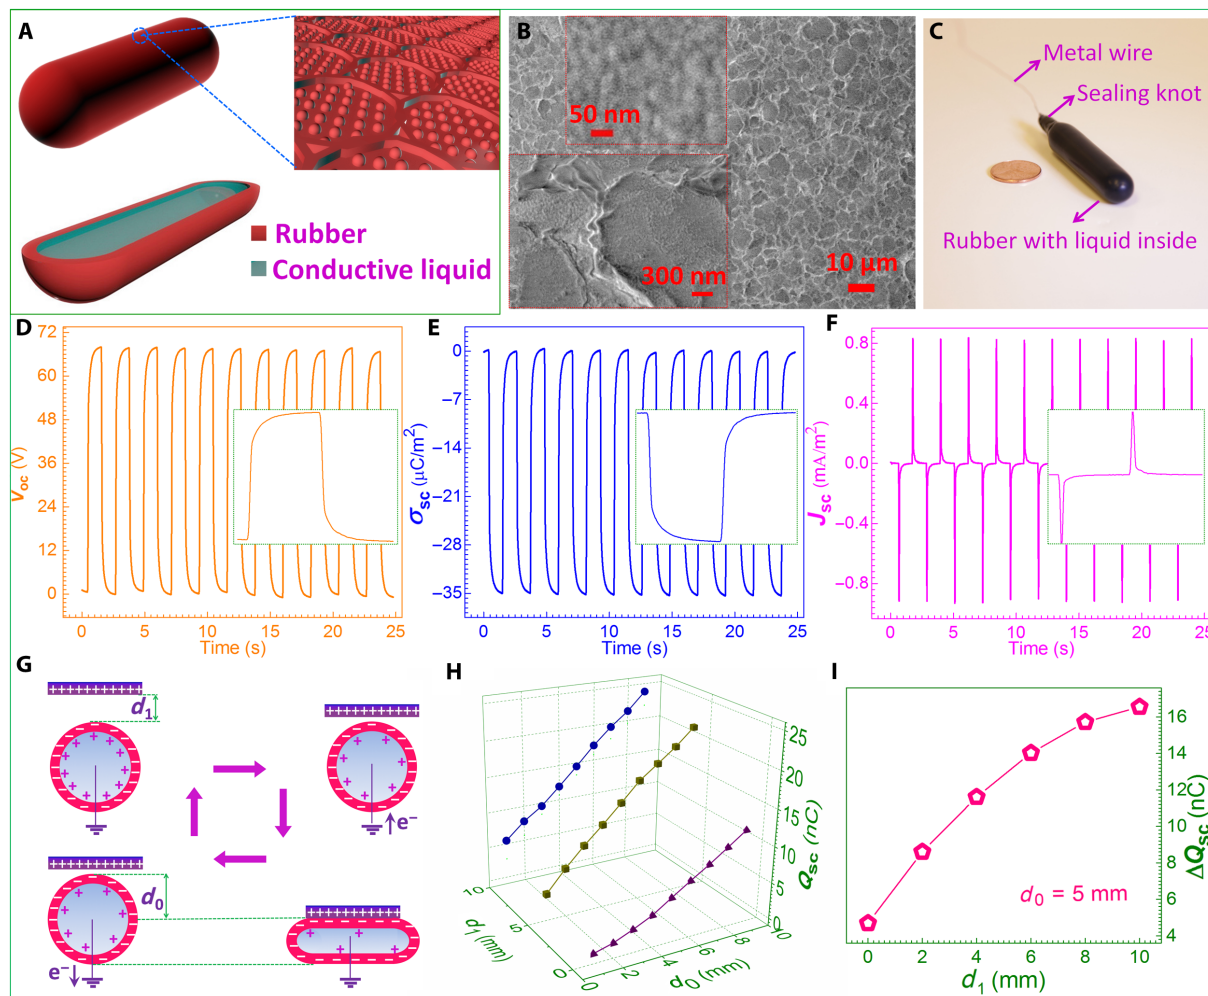 A
Rubber
Conductive liquid
B
50 nm
300 nm
10 μm
C
Metal wire
Sealing knot
Rubber with liquid inside
D
72
60
48
36
24
12
0
Voc (V)
0
5
10
15
20
25
Time (s)
E
0
−7
−14
−21
−28
−35
σsc (μC/m²)
0
5
10
15
20
25
Time (s)
F
0.8
0.4
0.0
−0.4
−0.8
Jsc (mA/m²)
0
5
10
15
20
25
Time (s)
G
d1
e−
d0
e−
H
25
20
15
10
5
0
Qsc (nC)
10
5
0
d1 (mm)
0
2
4
6
8
10
d0 (mm)
I
16
14
12
10
8
6
4
ΔQsc (nC)
d0 = 5 mm
0
2
4
6
8
10
d1 (mm)